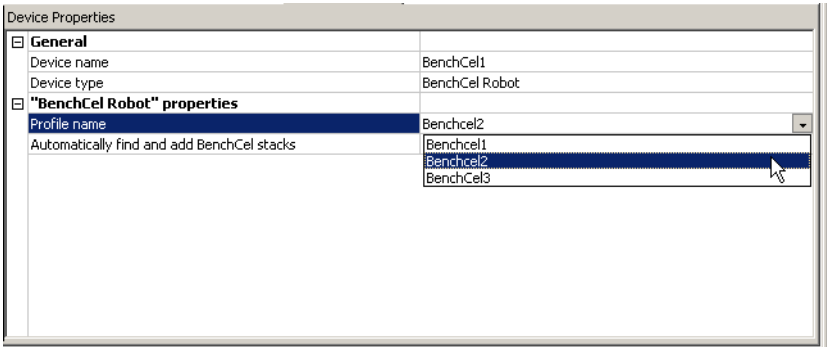 Device Properties
General
Device name BenchCel1
Device type BenchCel Robot
"BenchCel Robot" properties
Profile name Benchcel2
Automatically find and add BenchCel stacks Benchcel1
Benchcel2
BenchCel3